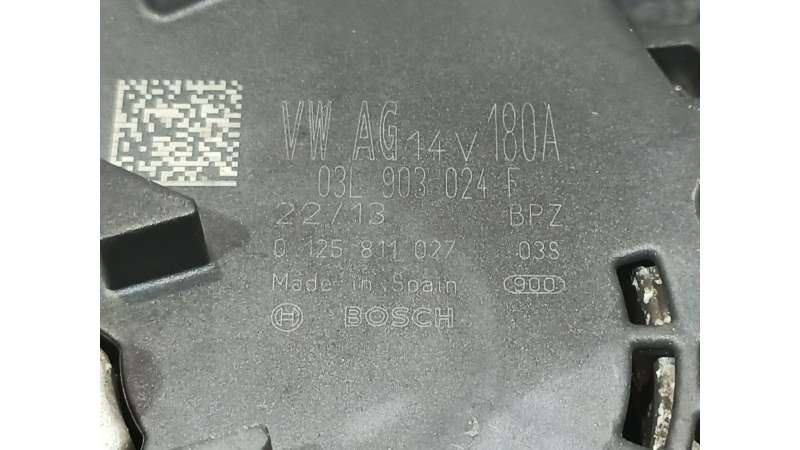 VW AG 14V 180A
03L 903 024 F
22/13 BPZ
0 125 811 027 03S
Made in Spain 900
BOSCH